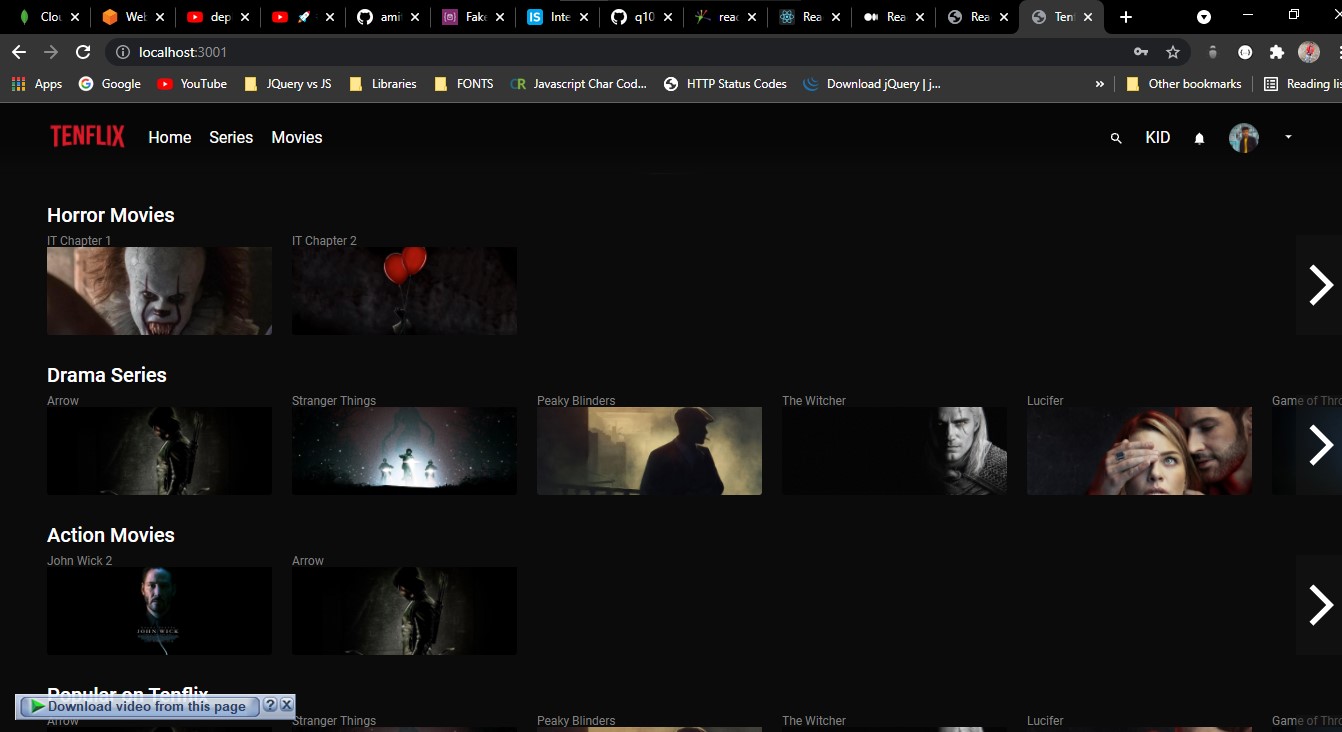 Clou
Web
dep
ami
Fake
Inte
q10
reac
Rea
Rea
Rea
Tenf
localhost:3001
Apps
Google
YouTube
JQuery vs JS
Libraries
FONTS
CR
Javascript Char Cod...
HTTP Status Codes
Download jQuery | j...
»
Other bookmarks
Reading lis
TENFLIX
Home
Series
Movies
KID
Horror Movies
IT Chapter 1
IT Chapter 2
Drama Series
Arrow
Stranger Things
Peaky Blinders
The Witcher
Lucifer
Game of Thro
Action Movies
John Wick 2
Arrow
JOHN WICK
Popular on Tenflix
Download video from this page
?
Arrow
Stranger Things
Peaky Blinders
The Witcher
Lucifer
Game of Thro